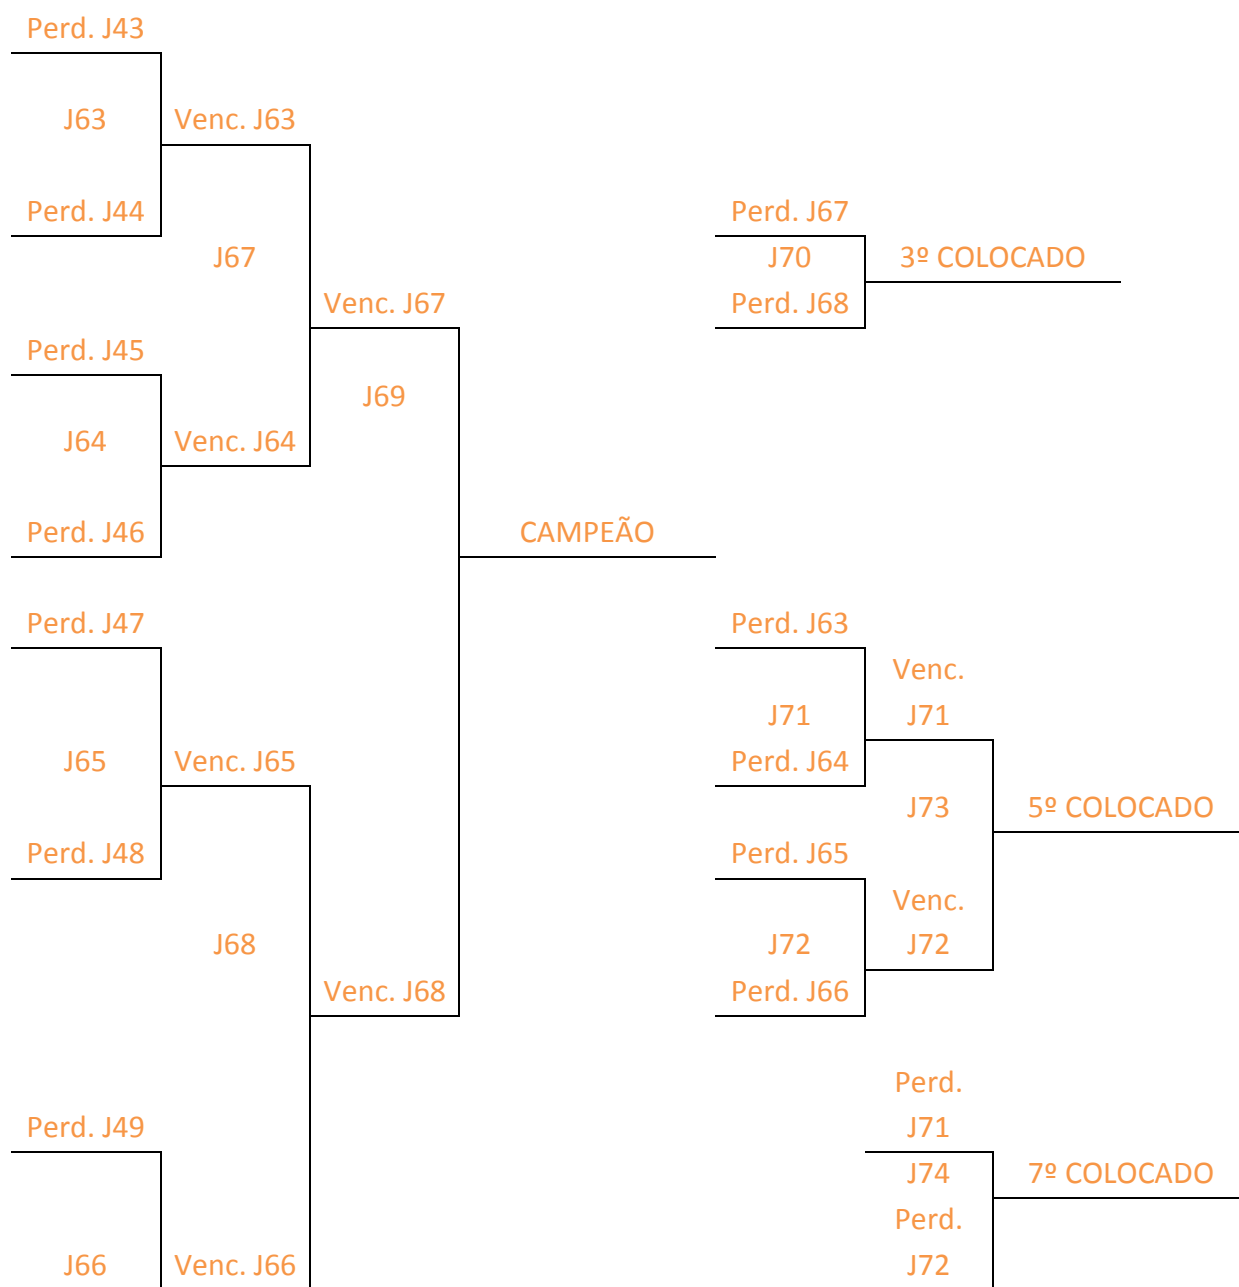 Perd. J43
J63
Venc. J63
Perd. J44
Perd. J67
J67
J70
3º COLOCADO
Venc. J67
Perd. J68
Perd. J45
J69
J64
Venc. J64
Perd. J46
CAMPEÃO
Perd. J47
Perd. J63
Venc.
J71
J71
J65
Venc. J65
Perd. J64
J73
5º COLOCADO
Perd. J48
Perd. J65
Venc.
J68
J72
J72
Venc. J68
Perd. J66
Perd.
Perd. J49
J71
J74
7º COLOCADO
Perd.
J66
Venc. J66
J72